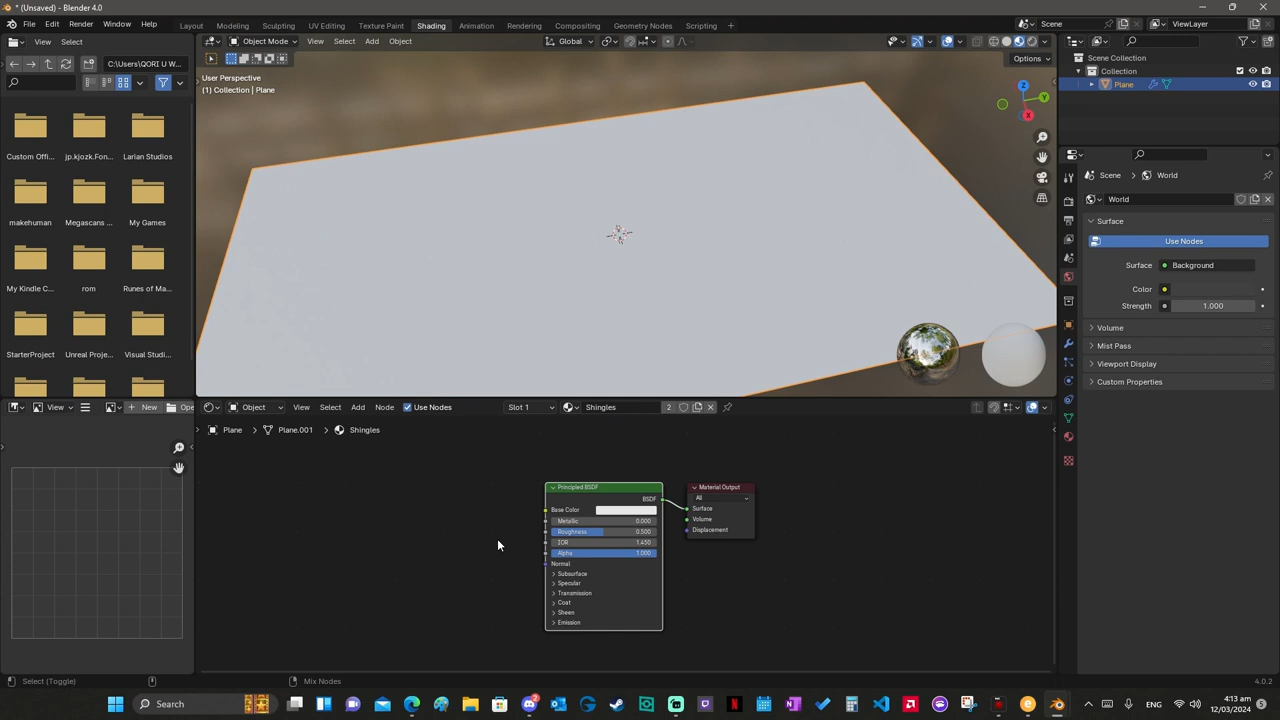 * (Unsaved) - Blender 4.0
File Edit Render Window Help Layout Modeling Sculpting UV Editing Texture Paint Shading Animation Rendering Compositing Geometry Nodes Scripting Scene ViewLayer
View Select Object Mode View Select Add Object Global
C:\Users\QORI U W... Options
User Perspective
(1) Collection | Plane
Scene Collection
Collection
Plane
Z
Y
X
Custom Offi... jp.kjozk.Fon... Larian Studios
makehuman Megascans ... My Games
My Kindle C... rom Runes of Ma...
StarterProject Unreal Proje... Visual Studi...
Scene World
World
Surface
Use Nodes
Surface Background
Color
Strength 1.000
Volume
Mist Pass
Viewport Display
Custom Properties
View New Ope Object View Select Add Node Use Nodes Slot 1 Shingles 2
Plane Plane.001 Shingles
Principled BSDF
BSDF
Base Color
Metallic 0.000
Roughness 0.500
IOR 1.450
Alpha 1.000
Normal
Subsurface
Specular
Transmission
Coat
Sheen
Emission
Material Output
All
Surface
Volume
Displacement
Select (Toggle) Mix Nodes 4.0.2
Search 2 ENG 4:13 am
12/03/2024